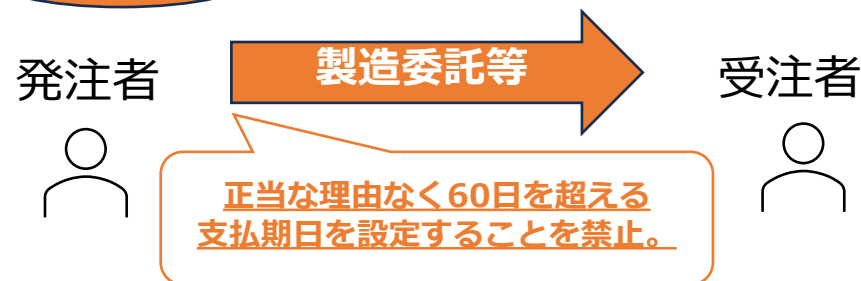 製造委託等
発注者
受注者
正当な理由なく60日を超える
支払期日を設定することを禁止。